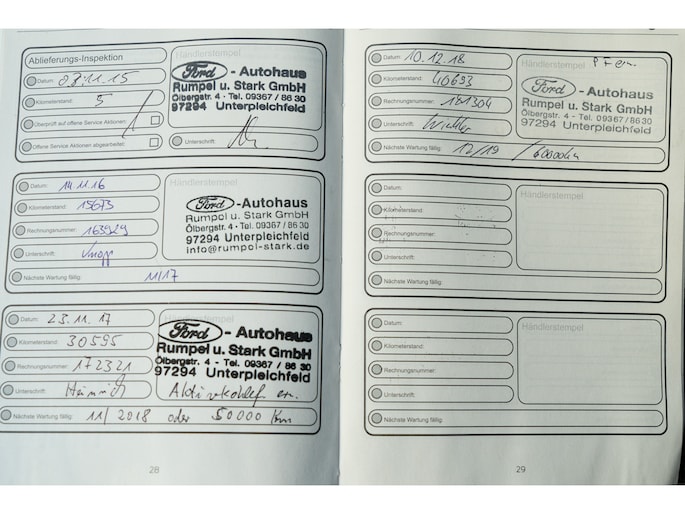 Ablieferungs-Inspektion
Händlerstempel
Datum: 03.11.15
Kilometerstand: 5
Überprüft auf offene Service Aktionen:
Offene Service Aktionen abgearbeitet:
Ford - Autohaus
Rumpel u. Stark GmbH
Ölbergstr. 4 · Tel. 09367 / 86 30
97294 Unterpleichfeld
Unterschrift:
Datum: 14.11.16
Kilometerstand: 15673
Rechnungsnummer: 163929
Unterschrift: Knopp
Nächste Wartung fällig: 11/17
Händlerstempel
Ford -Autohaus
Rumpel u. Stark GmbH
Ölbergstr. 4 · Tel. 09367 / 86 30
97294 Unterpleichfeld
info@rumpel-stark.de
Datum: 23.11.17
Kilometerstand: 30595
Rechnungsnummer: 172321
Unterschrift: Heinrich
Nächste Wartung fällig: 11/2018 oder 50000 km
Händlerstempel
Ford - Autohaus
Rumpel u. Stark GmbH
Ölbergstr. 4 - Tel. 09367 / 86 30
97294 Unterpleichfeld
28
Datum: 10.12.18
Kilometerstand: 40693
Rechnungsnummer: 181304
Unterschrift:
Nächste Wartung fällig: 12/19 / 60000km
Händlerstempel
Ford - Autohaus
Rumpel u. Stark GmbH
Ölbergstr. 4 · Tel. 09367 / 86 30
97294 Unterpleichfeld
Datum:
Kilometerstand:
Rechnungsnummer:
Unterschrift:
Nächste Wartung fällig:
Händlerstempel
Datum:
Kilometerstand:
Rechnungsnummer:
Unterschrift:
Nächste Wartung fällig:
Händlerstempel
29